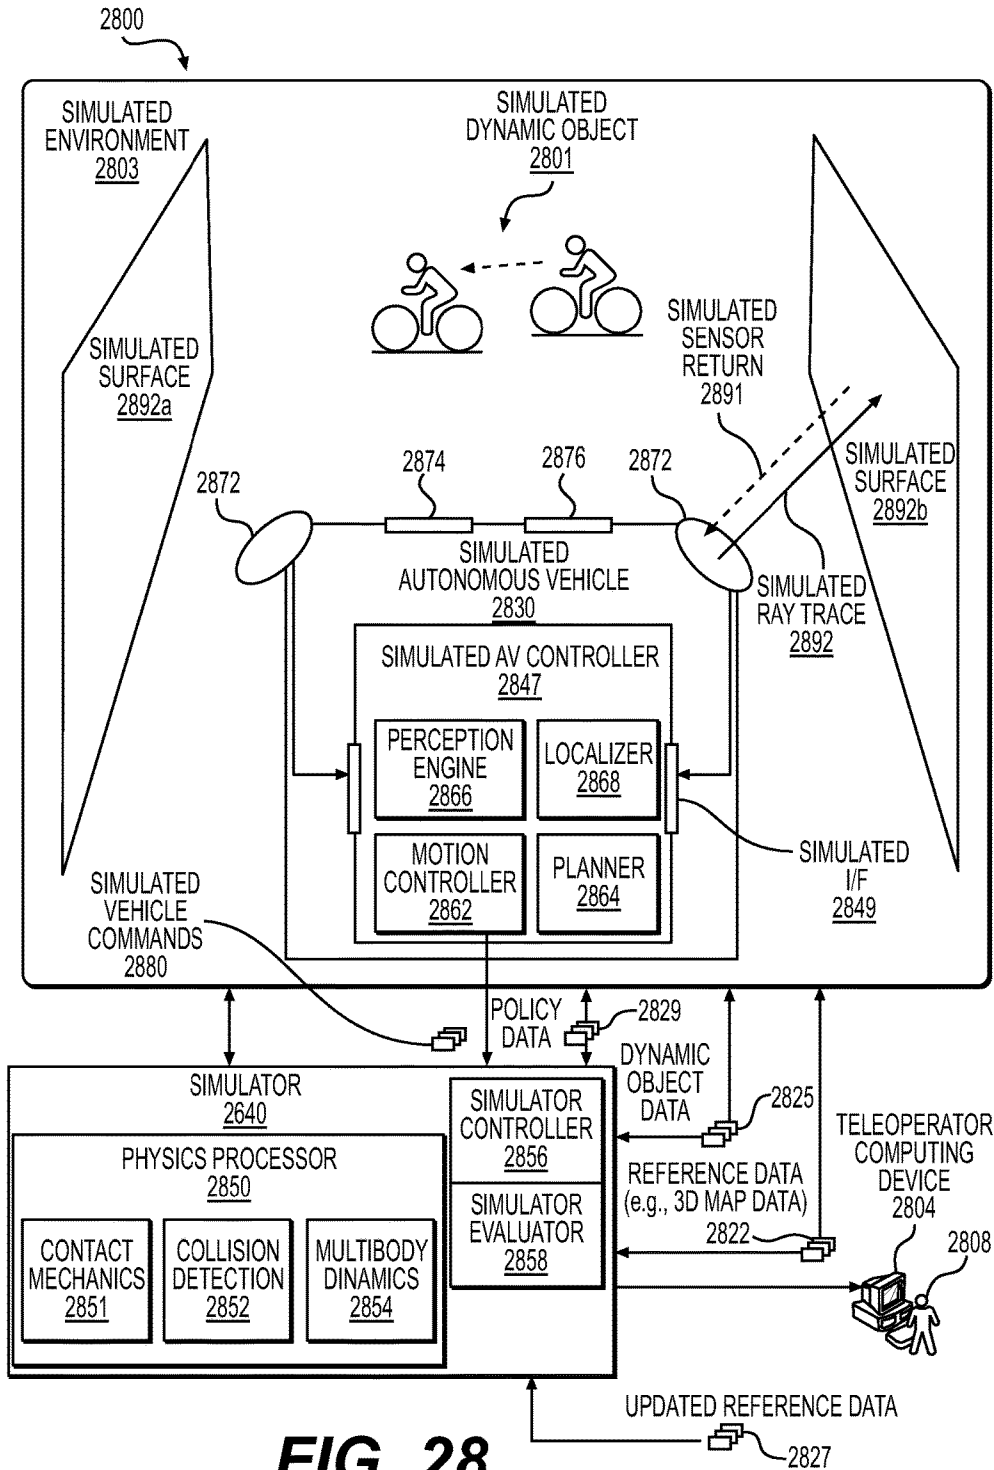 2800
SIMULATED
ENVIRONMENT
2803
SIMULATED
DYNAMIC OBJECT
2801
SIMULATED
SURFACE
2892a
SIMULATED
SENSOR
RETURN
2891
SIMULATED
SURFACE
2892b
2872
2874
2876
2872
SIMULATED
AUTONOMOUS VEHICLE
2830
SIMULATED
RAY TRACE
2892
SIMULATED AV CONTROLLER
2847
PERCEPTION
ENGINE
2866
LOCALIZER
2868
MOTION
CONTROLLER
2862
PLANNER
2864
SIMULATED
I/F
2849
SIMULATED
VEHICLE
COMMANDS
2880
POLICY
DATA
2829
DYNAMIC
OBJECT
DATA
2825
SIMULATOR
2640
SIMULATOR
CONTROLLER
2856
PHYSICS PROCESSOR
2850
SIMULATOR
EVALUATOR
2858
CONTACT
MECHANICS
2851
COLLISION
DETECTION
2852
MULTIBODY
DINAMICS
2854
REFERENCE DATA
(e.g., 3D MAP DATA)
2822
TELEOPERATOR
COMPUTING
DEVICE
2804
2808
UPDATED REFERENCE DATA
2827
FIG. 28